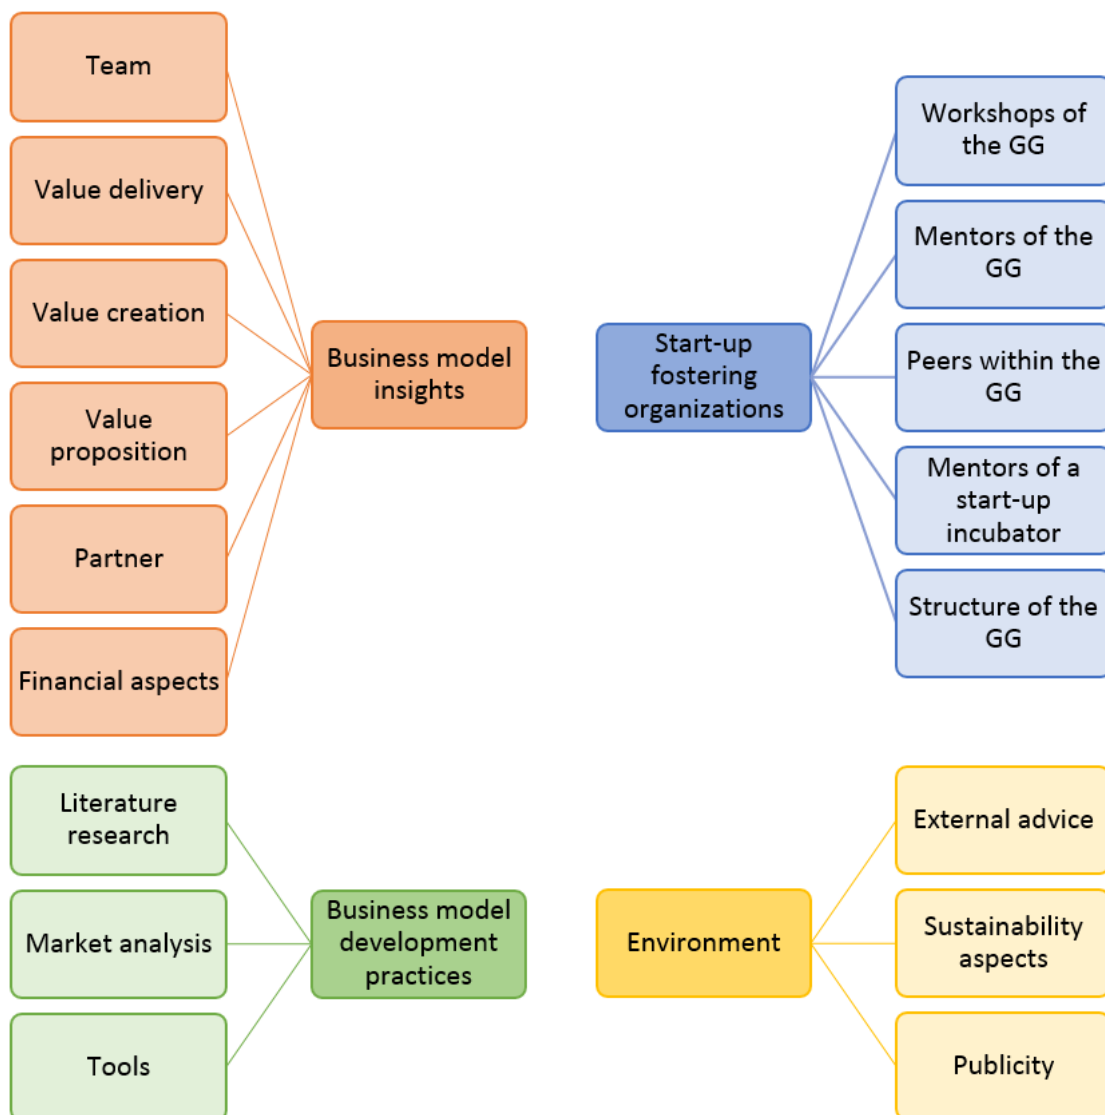 Team
Value delivery
Value creation
Value
proposition
Partner
Financial aspects
Business model
insights
Start-up
fostering
organizations
Workshops of
the GG
Mentors of the
GG
Peers within the
GG
Mentors of a
start-up
incubator
Structure of the
GG
Literature
research
Market analysis
Tools
Business model
development
practices
Environment
External advice
Sustainability
aspects
Publicity